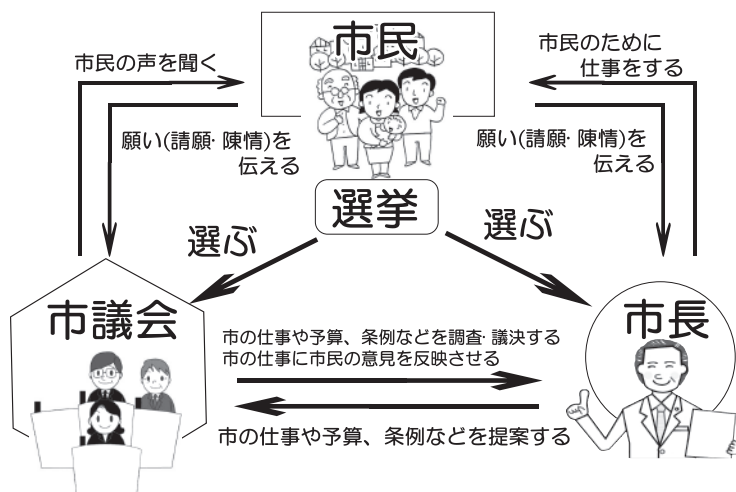 市民
市民の声を聞く
市民のために
仕事をする
願い(請願・陳情)を
伝える
願い(請願・陳情)を
伝える
選挙
選ぶ
選ぶ
市議会
市長
市の仕事や予算、条例などを調査・議決する
市の仕事に市民の意見を反映させる
市の仕事や予算、条例などを提案する